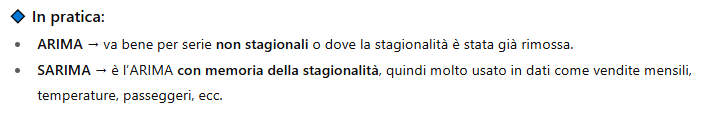 In pratica:
• ARIMA → va bene per serie non stagionali o dove la stagionalità è stata già rimossa.
• SARIMA → è l’ARIMA con memoria della stagionalità, quindi molto usato in dati come vendite mensili,
temperature, passeggeri, ecc.